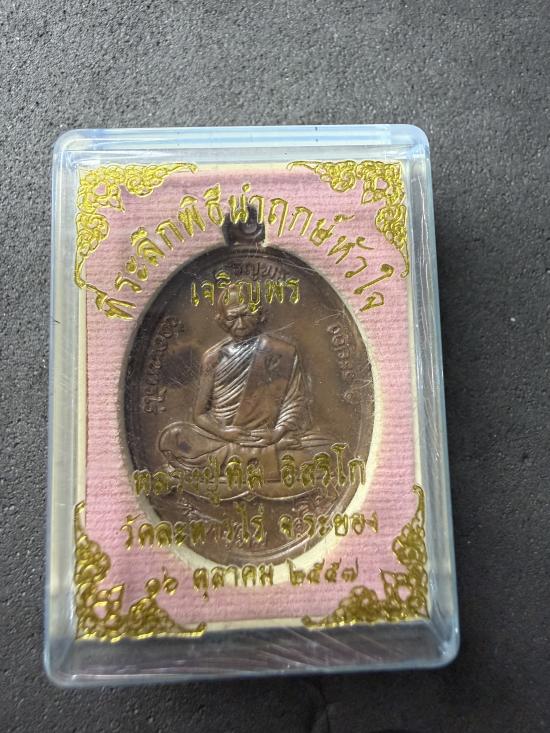 ที่ระลึกพิธีนำฤกษ์หัวใจ
เจริญพร
หลวงปู่ทิม อิสริโก
วัดละหารไร่ จ.ระยอง
๑๖ ตุลาคม ๒๕๕๗